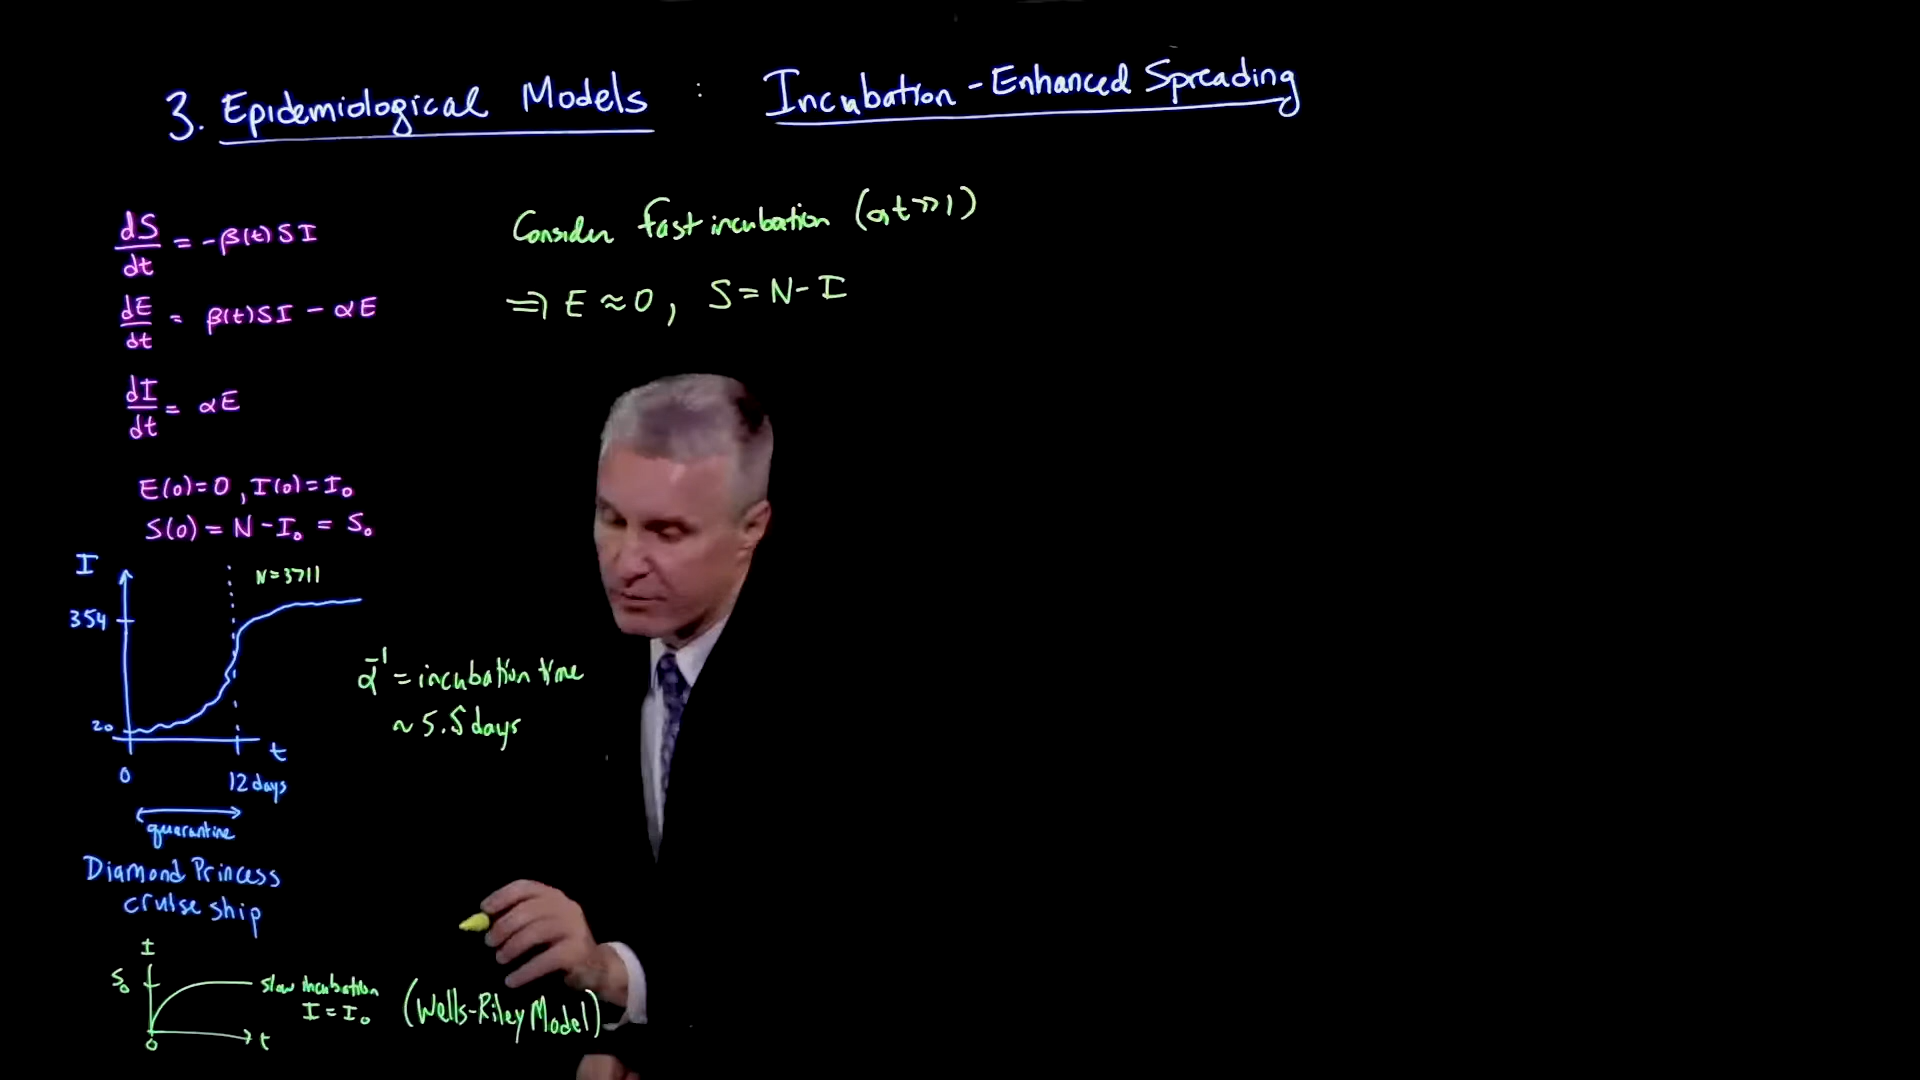 3. Epidemiological Models : Incubation-Enhanced Spreading
dS/dt = -β(t) S I
dE/dt = β(t) S I - αE
dI/dt = αE
E(0)=0, I(0)=I₀
S(0) = N - I₀ = S₀
Consider fast incubation (αt>>1)
⇒ E ≈ 0, S = N - I
I
N=3711
354
20
t
0
12 days
quarantine
Diamond Princess
cruise ship
α⁻¹ = incubation time
~ 5.5 days
I
S₀
slow incubation
I = I₀
(Wells-Riley Model)
0
t